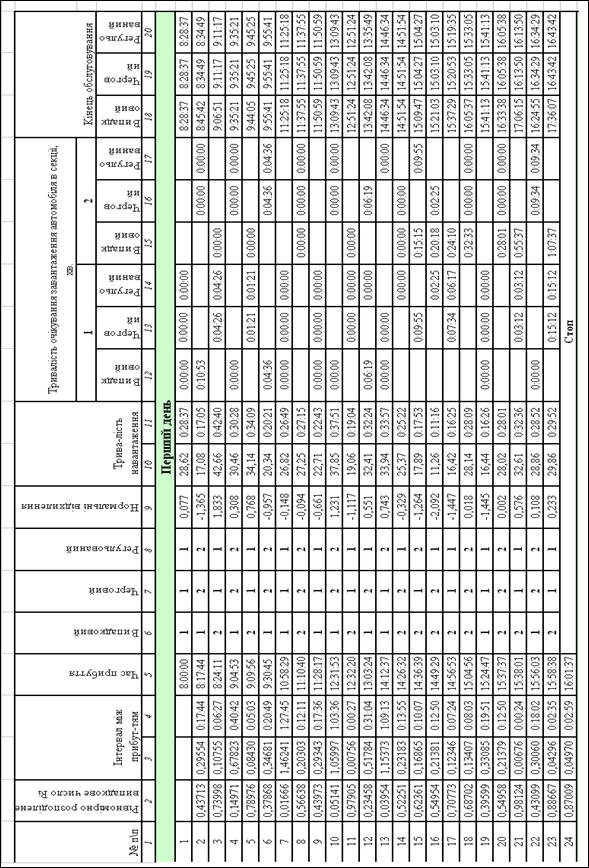 № п\п Рівномірно розподілене випадкове число Rᵢ Інтервал між прибут-тям Час прибуття Випадковий Черговий Регульований Нормальні відхилення Трива-лість навантаження Тривалість очікування завантаження автомобіля в секції, хв. Кінець обслуговування
1 2
Випадк овий Чергов ий Регульо ваний Випадк овий Чергов ий Регульо ваний Випадк овий Чергов ий Регульо ваний
1 2 3 4 5 6 7 8 9 10 11 12 13 14 15 16 17 18 19 20
Перший день
1 8:00:00 1 1 1 0,077 28,62 0:28:37 0:00:00 0:00:00 0:00:00 8:28:37 8:28:37 8:28:37
2 0,43713 0,29554 0:17:44 8:17:44 1 2 2 -1,365 17,08 0:17:05 0:10:53 0:00:00 0:00:00 8:45:42 8:34:49 8:34:49
3 0,73998 0,10755 0:06:27 8:24:11 2 1 1 1,833 42,66 0:42:40 0:04:26 0:04:26 0:00:00 9:06:51 9:11:17 9:11:17
4 0,14971 0,67823 0:40:42 9:04:53 1 2 2 0,308 30,46 0:30:28 0:00:00 0:00:00 0:00:00 9:35:21 9:35:21 9:35:21
5 0,78976 0,08430 0:05:03 9:09:56 2 1 1 0,768 34,14 0:34:09 0:01:21 0:01:21 0:00:00 9:44:05 9:45:25 9:45:25
6 0,37868 0,34681 0:20:49 9:30:45 1 2 2 -0,957 20,34 0:20:21 0:04:36 0:04:36 0:04:36 9:55:41 9:55:41 9:55:41
7 0,01666 1,46241 1:27:45 10:58:29 1 1 1 -0,148 26,82 0:26:49 0:00:00 0:00:00 0:00:00 11:25:18 11:25:18 11:25:18
8 0,56638 0,20303 0:12:11 11:10:40 2 2 2 -0,094 27,25 0:27:15 0:00:00 0:00:00 0:00:00 11:37:55 11:37:55 11:37:55
9 0,43973 0,29343 0:17:36 11:28:17 1 1 1 -0,661 22,71 0:22:43 0:00:00 0:00:00 0:00:00 11:50:59 11:50:59 11:50:59
10 0,05141 1,05997 1:03:36 12:31:53 1 2 2 1,231 37,85 0:37:51 0:00:00 0:00:00 0:00:00 13:09:43 13:09:43 13:09:43
11 0,97905 0,00756 0:00:27 12:32:20 2 1 1 -1,117 19,06 0:19:04 0:00:00 0:00:00 0:00:00 12:51:24 12:51:24 12:51:24
12 0,23458 0,51784 0:31:04 13:03:24 1 2 1 0,551 32,41 0:32:24 0:06:19 0:00:00 0:06:19 13:42:08 13:42:08 13:35:49
13 0,03954 1,15773 1:09:28 14:12:37 1 1 2 0,743 33,94 0:33:57 0:00:00 0:00:00 0:00:00 14:46:34 14:46:34 14:46:34
14 0,52251 0,23183 0:13:55 14:26:32 2 2 1 -0,329 25,37 0:25:22 0:00:00 0:00:00 0:00:00 14:51:54 14:51:54 14:51:54
15 0,62361 0,16865 0:10:07 14:36:39 2 1 2 -1,264 17,89 0:17:53 0:09:55 0:15:15 0:09:55 15:09:47 15:04:27 15:04:27
16 0,54954 0,21381 0:12:50 14:49:29 2 2 1 -2,092 11,26 0:11:16 0:02:25 0:20:18 0:02:25 15:21:03 15:03:10 15:03:10
17 0,70773 0,12346 0:07:24 14:56:53 2 1 1 -1,447 16,42 0:16:25 0:07:34 0:06:17 0:24:10 15:37:29 15:20:53 15:19:35
18 0,68702 0,13407 0:08:03 15:04:56 2 2 2 0,018 28,14 0:28:09 0:32:33 0:00:00 0:00:00 16:05:37 15:33:05 15:33:05
19 0,39599 0,33085 0:19:51 15:24:47 1 1 1 -1,445 16,44 0:16:26 0:00:00 0:00:00 0:00:00 15:41:13 15:41:13 15:41:13
20 0,54958 0,21379 0:12:50 15:37:37 2 2 2 0,002 28,02 0:28:01 0:28:01 0:00:00 0:00:00 16:33:38 16:05:38 16:05:38
21 0,98124 0,00676 0:00:24 15:38:01 2 1 1 0,576 32,61 0:32:36 0:03:12 0:03:12 0:55:37 17:06:15 16:13:50 16:13:50
22 0,43099 0,30060 0:18:02 15:56:03 1 2 2 0,108 28,86 0:28:52 0:00:00 0:09:34 0:09:34 16:24:55 16:34:29 16:34:29
23 0,88667 0,04296 0:02:35 15:58:38 2 1 1 0,233 29,86 0:29:52 0:15:12 0:15:12 1:07:37 17:36:07 16:43:42 16:43:42
24 0,87009 0,04970 0:02:59 16:01:37 Стоп